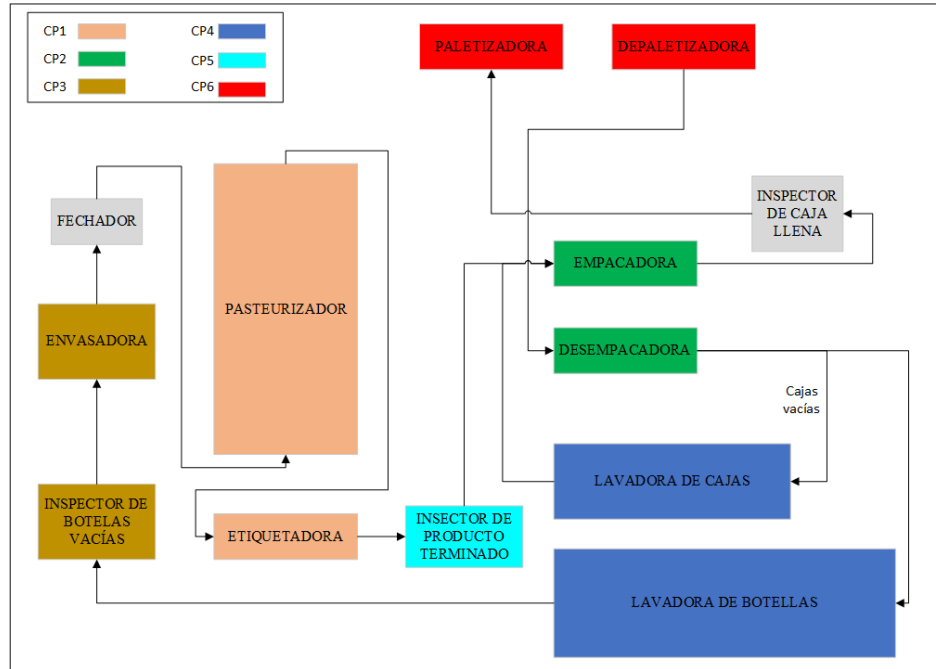 CP1
CP2
CP3
CP4
CP5
CP6
PALETIZADORA
DEPALETIZADORA
FECHADOR
PASTEURIZADOR
INSPECTOR
DE CAJA
LLENA
EMPACADORA
ENVASADORA
DESEMPACADORA
Cajas
vacías
LAVADORA DE CAJAS
INSPECTOR DE
BOTELAS
VACÍAS
ETIQUETADORA
INSECTOR DE
PRODUCTO
TERMINADO
LAVADORA DE BOTELLAS